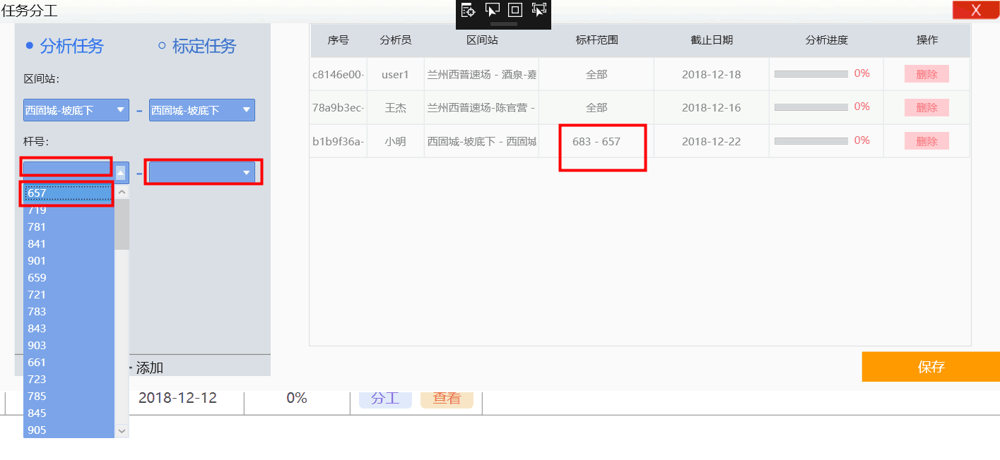 任务分工
X
分析任务 标定任务
区间站:
西固城-坡底下 - 西固城-坡底下
杆号:
-
657
719
781
841
901
659
721
783
843
903
661
723
785
845
905
添加
序号 分析员 区间站 标杆范围 截止日期 分析进度 操作
c8146e00- user1 兰州西普速场 - 酒泉-嘉 全部 2018-12-18 0% 删除
78a9b3ec- 王杰 兰州西普速场-陈官营 - 全部 2018-12-16 0% 删除
b1b9f36a- 小明 西固城-坡底下 - 西固城 683 - 657 2018-12-22 0% 删除
保存
2018-12-12 0% 分工 查看